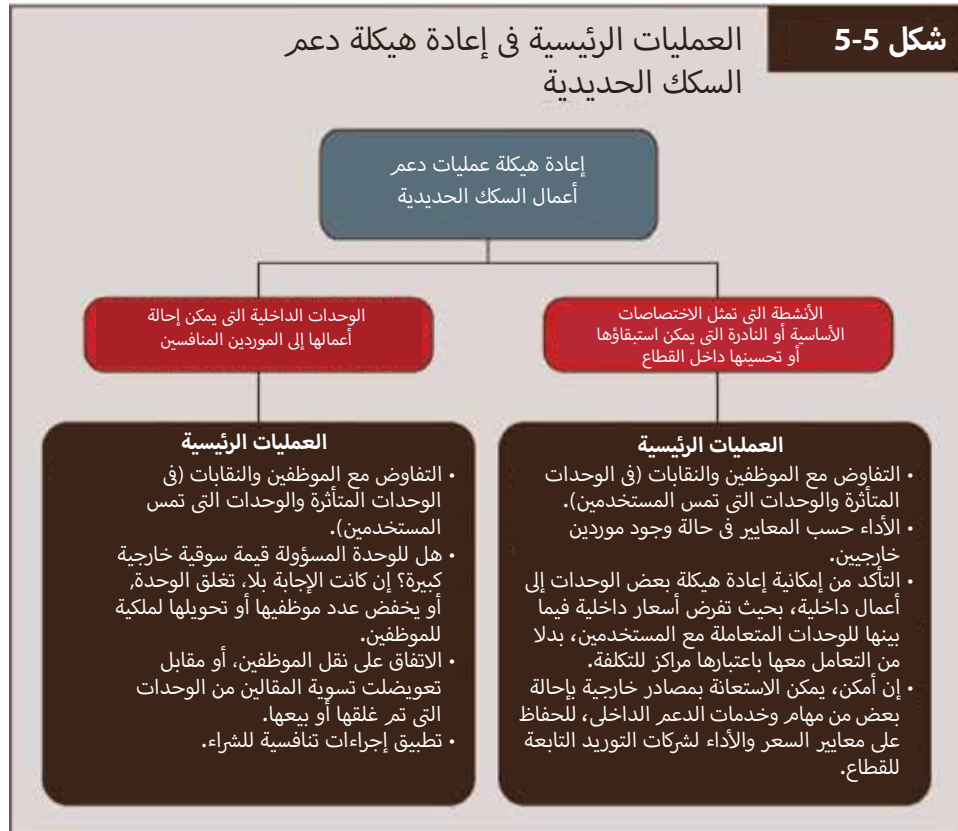 شكل 5-5
العمليات الرئيسية فى إعادة هيكلة دعم
السكك الحديدية
إعادة هيكلة عمليات دعم
أعمال السكك الحديدية
الأنشطة التى تمثل الاختصاصات
الأساسية أو النادرة التى يمكن استبقاؤها
أو تحسينها داخل القطاع
العمليات الرئيسية
• التفاوض مع الموظفين والنقابات (فى الوحدات
المتأثرة والوحدات التى تمس المستخدمين).
• الأداء حسب المعايير فى حالة وجود موردين
خارجيين.
• التأكد من إمكانية إعادة هيكلة بعض الوحدات إلى
أعمال داخلية، بحيث تفرض أسعار داخلية فيما
بينها للوحدات المتعاملة مع المستخدمين، بدلا
من التعامل معها باعتبارها مراكز للتكلفة.
• إن أمكن، يمكن الاستعانة بمصادر خارجية بإحالة
بعض من مهام وخدمات الدعم الداخلى، للحفاظ
على معايير السعر والأداء لشركات التوريد التابعة
للقطاع.
الوحدات الداخلية التى يمكن إحالة
أعمالها إلى الموردين المنافسين
العمليات الرئيسية
• التفاوض مع الموظفين والنقابات (فى
الوحدات المتأثرة والوحدات التى تمس
المستخدمين).
• هل للوحدة المسؤولة قيمة سوقية خارجية
كبيرة؟ إن كانت الإجابة بلا، تغلق الوحدة,
أو يخفض عدد موظفيها أو تحويلها لملكية
للموظفين.
• الاتفاق على نقل الموظفين، أو مقابل
تعويضلت تسوية المقالين من الوحدات
التى تم غلقها أو بيعها.
• تطبيق إجراءات تنافسية للشراء.